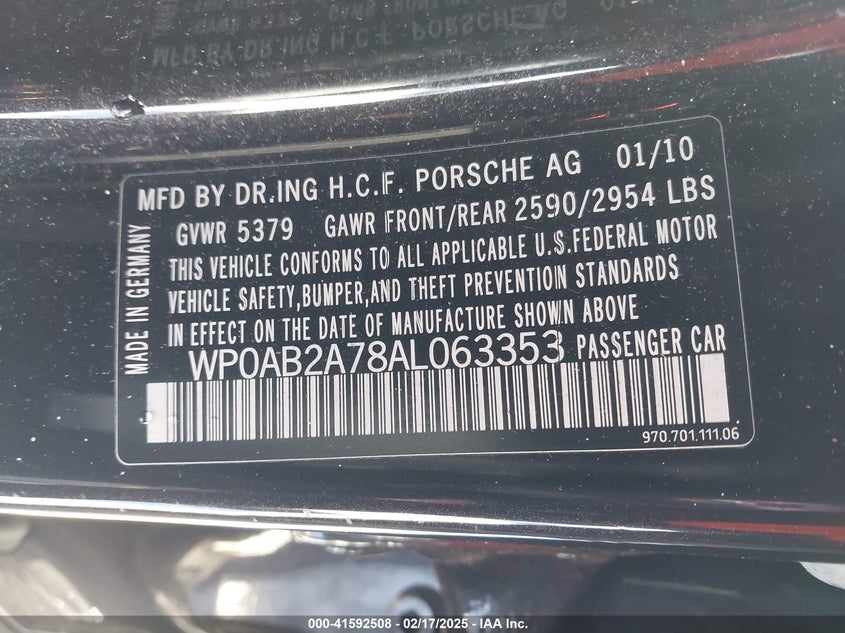 MFD BY DR.ING H.C.F. PORSCHE AG 01/10
GVWR 5379 GAWR FRONT/REAR 2590/2954 LBS
THIS VEHICLE CONFORMS TO ALL APPLICABLE U.S.FEDERAL MOTOR
VEHICLE SAFETY,BUMPER,AND THEFT PREVENTION STANDARDS
IN EFFECT ON THE DATE OF MANUFACTURE SHOWN ABOVE
WP0AB2A78AL063353 PASSENGER CAR
970.701.111.06
MADE IN GERMANY
000-41592508 — 02/17/2025 — IAA Inc.